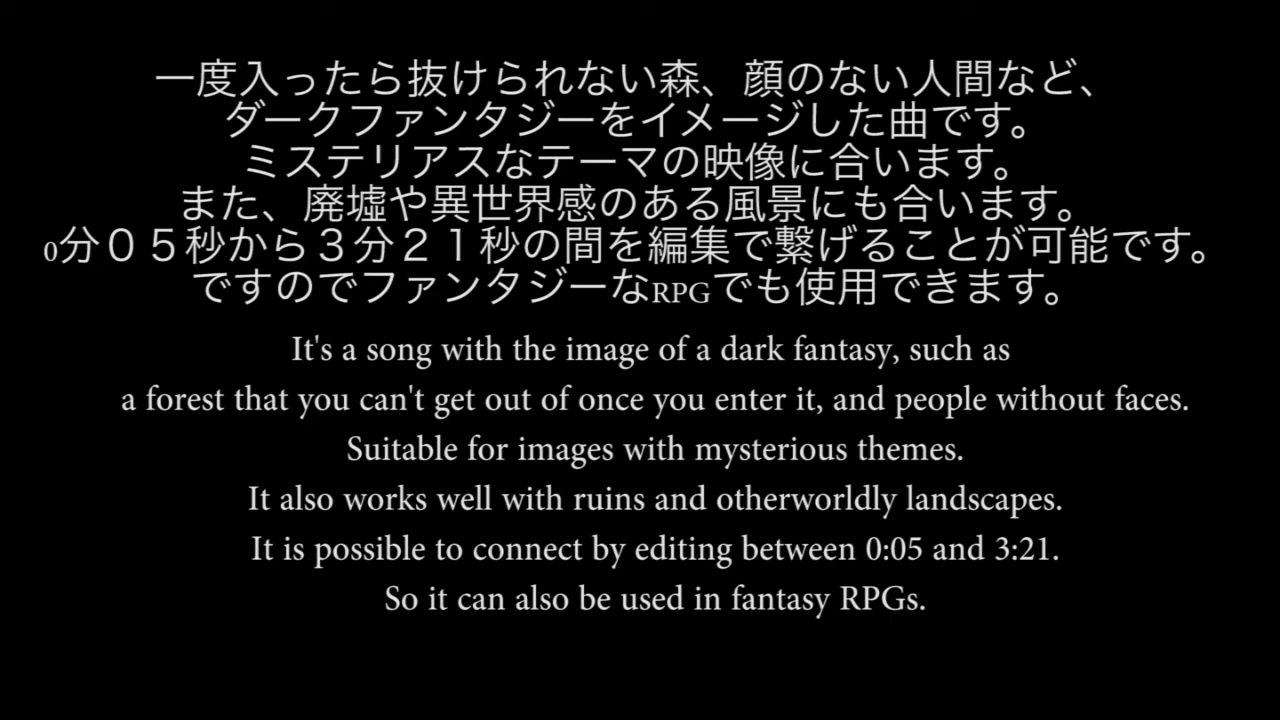 一度入ったら抜けられない森、顔のない人間など、
ダークファンタジーをイメージした曲です。
ミステリアスなテーマの映像に合います。
また、廃墟や異世界感のある風景にも合います。
0分０５秒から３分２１秒の間を編集で繋げることが可能です。
ですのでファンタジーなRPGでも使用できます。
It's a song with the image of a dark fantasy, such as
a forest that you can't get out of once you enter it, and people without faces.
Suitable for images with mysterious themes.
It also works well with ruins and otherworldly landscapes.
It is possible to connect by editing between 0:05 and 3:21.
So it can also be used in fantasy RPGs.